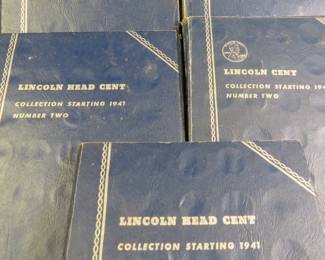 LINCOLN HEAD CENT
COLLECTION STARTING 1941
NUMBER TWO
LINCOLN CENT
COLLECTION STARTING 194
NUMBER TWO
LINCOLN HEAD CENT
COLLECTION STARTING 1941